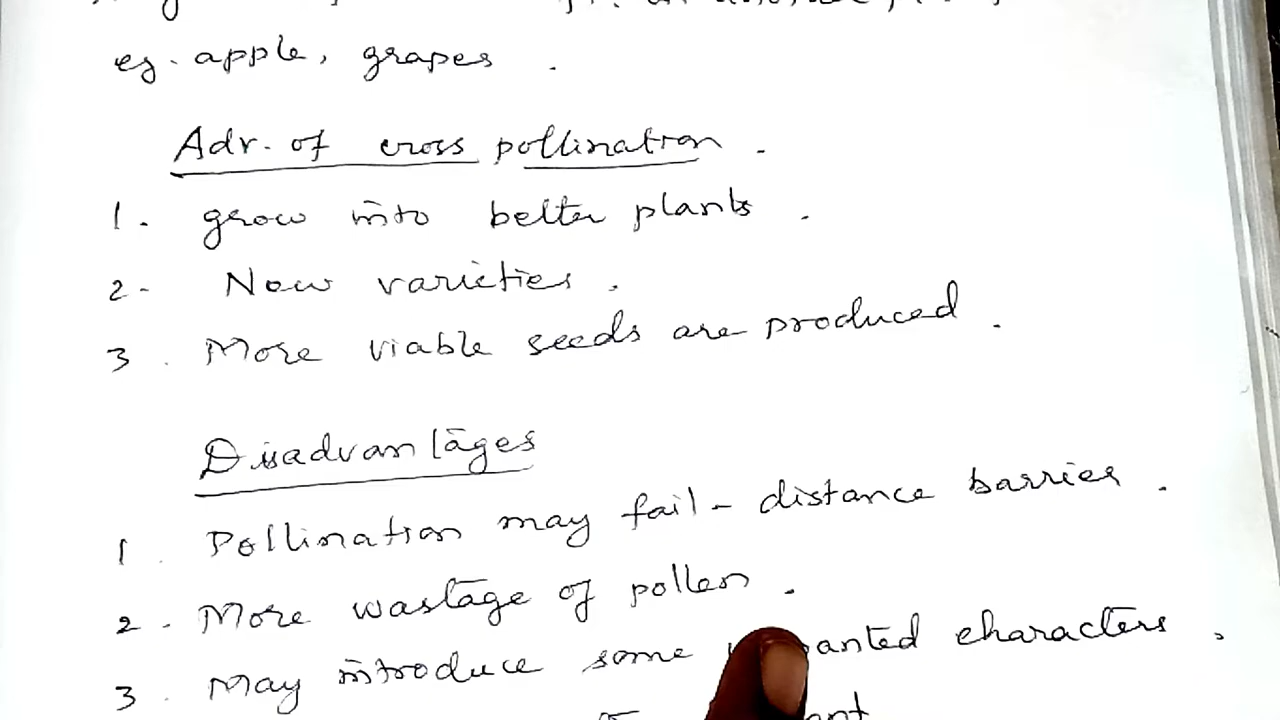 eg. apple, grapes .
Adv. of cross pollination .
1. grow into better plants .
2- New varieties .
3 . More viable seeds are produced .
Disadvantages
1 . Pollination may fail - distance barrier .
2 . More wastage of pollen .
3 . May introduce some characters .